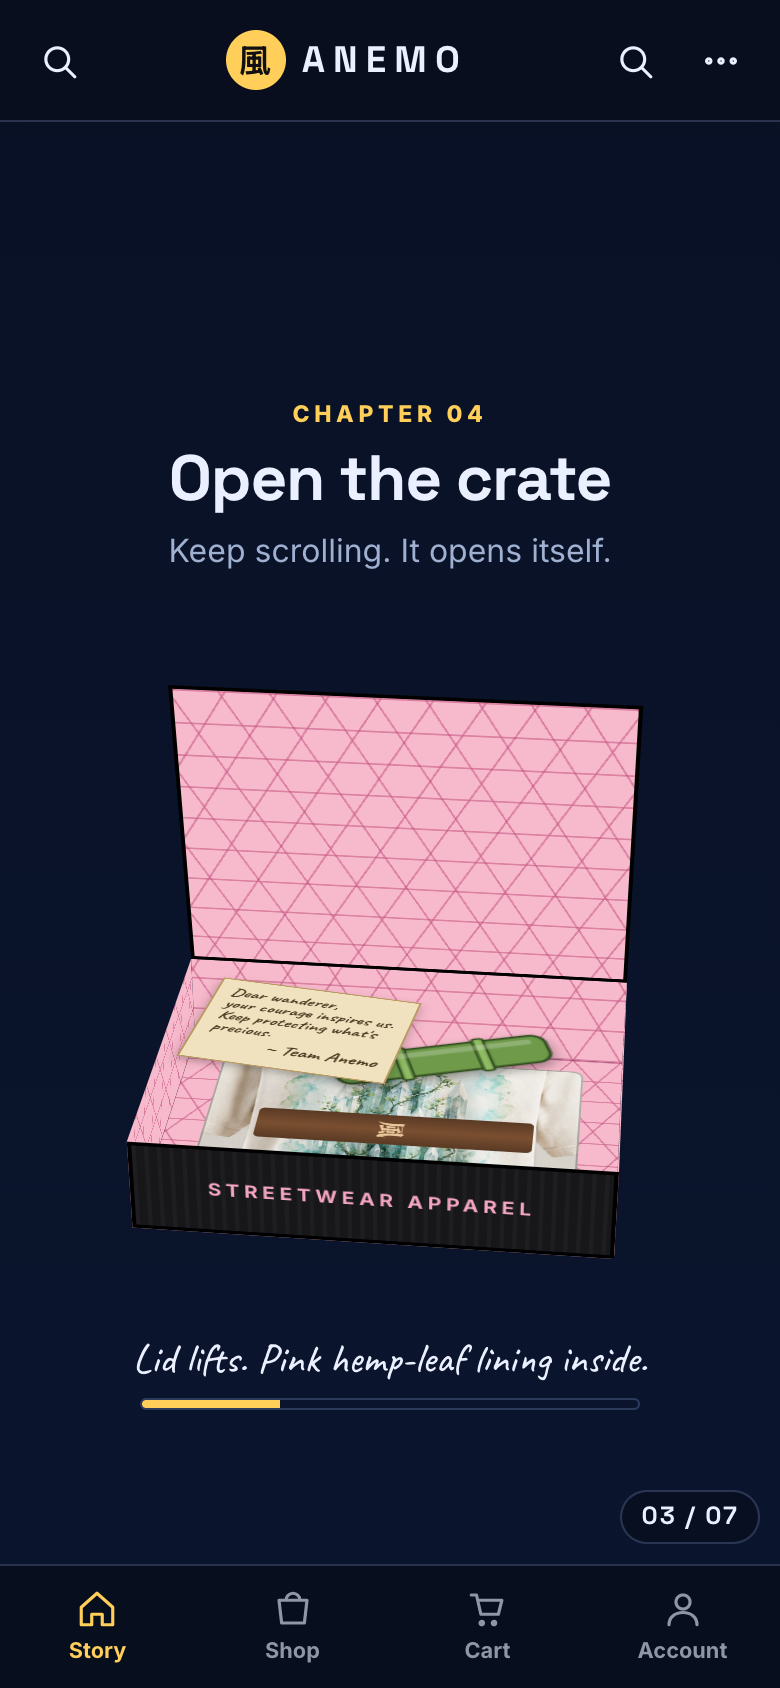 風 ANEMO
CHAPTER 04
Open the crate
Keep scrolling. It opens itself.
Dear wanderer,
your courage inspires us.
Keep protecting what's
precious.
~ Team Anemo
風
STREETWEAR APPAREL
Lid lifts. Pink hemp-leaf lining inside.
03 / 07
Story
Shop
Cart
Account